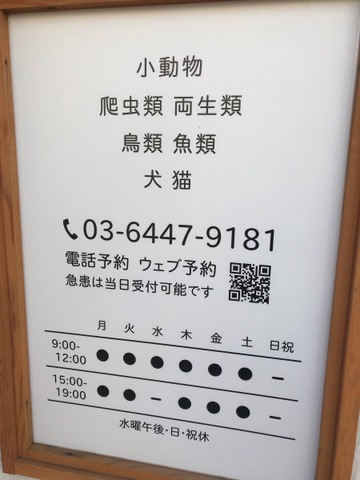 小動物
爬虫類 両生類
鳥類 魚類
犬 猫
03-6447-9181
電話予約 ウェブ予約
急患は当日受付可能です
月 火 水 木 金 土 日祝
9:00-
12:00 ● ● ● ● ● ● −
15:00-
19:00 ● ● − ● ● ● −
水曜午後・日・祝休